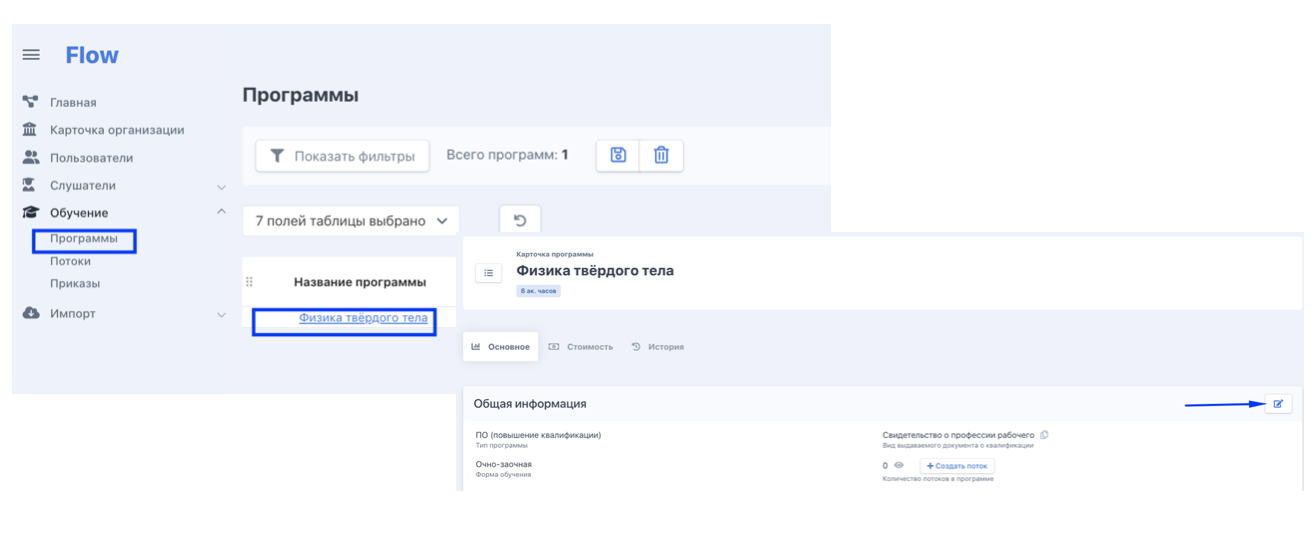 Flow
Главная
Карточка организации
Пользователи
Слушатели
Обучение
Программы
Потоки
Приказы
Импорт
Программы
Показать фильтры
Всего программ: 1
7 полей таблицы выбрано
Название программы
Физика твёрдого тела
Карточка программы
Физика твёрдого тела
8 ак. часов
Основное Стоимость История
Общая информация
ПО (повышение квалификации)
Тип программы
Очно-заочная
Форма обучения
Свидетельство о профессии рабочего
Вид выдаваемого документа о квалификации
0 + Создать поток
Количество потоков в программе